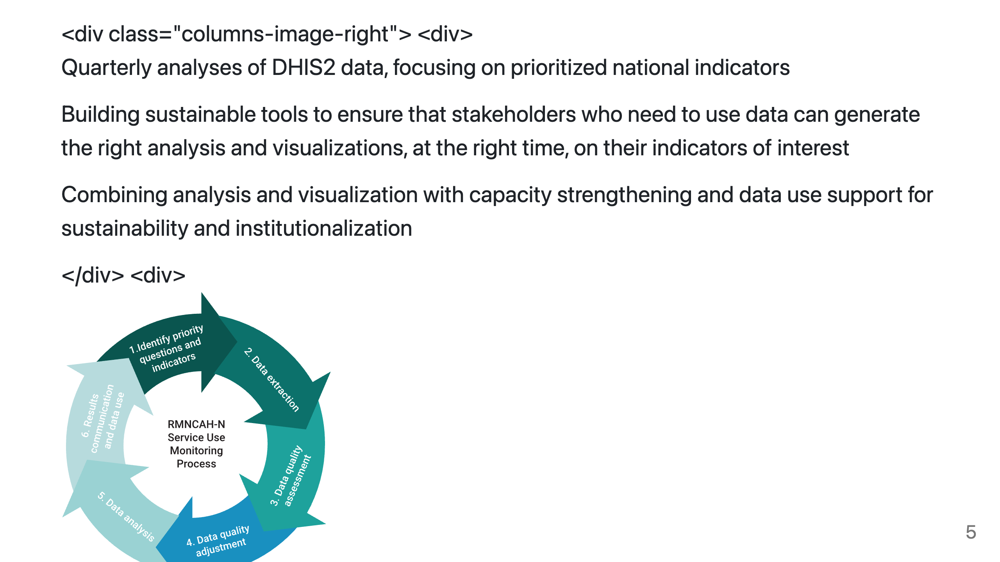 <div class="columns-image-right"> <div>
Quarterly analyses of DHIS2 data, focusing on prioritized national indicators
Building sustainable tools to ensure that stakeholders who need to use data can generate
the right analysis and visualizations, at the right time, on their indicators of interest
Combining analysis and visualization with capacity strengthening and data use support for
sustainability and institutionalization
</div> <div>
1.Identify priority
questions and
indicators
2. Data extraction
3. Data quality
assessment
4. Data quality
adjustment
5. Data analysis
6. Results
communication
and data use
RMNCAH-N
Service Use
Monitoring
Process
5